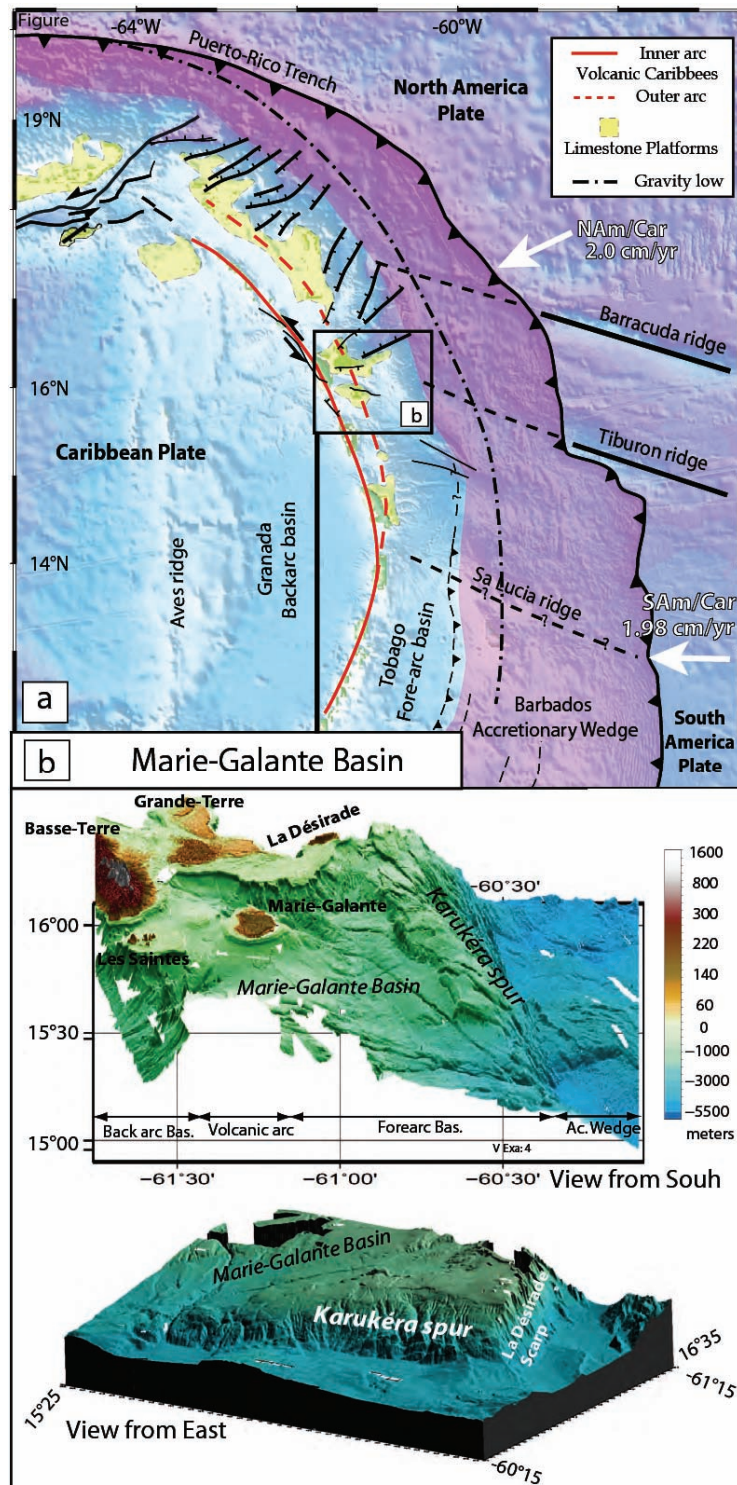 Figure
-64°W
-60°W
Puerto-Rico Trench
North America
Plate
Inner arc
Volcanic Caribbees
Outer arc
Limestone Platforms
Gravity low
19°N
NAm/Car
2.0 cm/yr
Barracuda ridge
16°N
b
Caribbean Plate
Tiburon ridge
Aves ridge
Granada
Backarc basin
14°N
Sa Lucia ridge
? ? ?
?
SAm/Car
1.98 cm/yr
Tobago
Fore-arc basin
a
Barbados
Accretionary Wedge
South
America
Plate
b
Marie-Galante Basin
Grande-Terre
Basse-Terre
La Désirade
-60°30'
1600
800
300
220
140
60
0
-1000
-3000
-5500
meters
16°00
Marie-Galante
Karukéra spur
Les Saintes
Marie-Galante Basin
15°30
Back arc Bas.
Volcanic arc
Forearc Bas.
Ac. Wedge
15°00
V Exa: 4
-61°30'
-61°00'
-60°30'
View from Souh
Marie-Galante Basin
Karukéra spur
La Désirade
Scarp
16°35
-61°15
15°25
View from East
-60°15